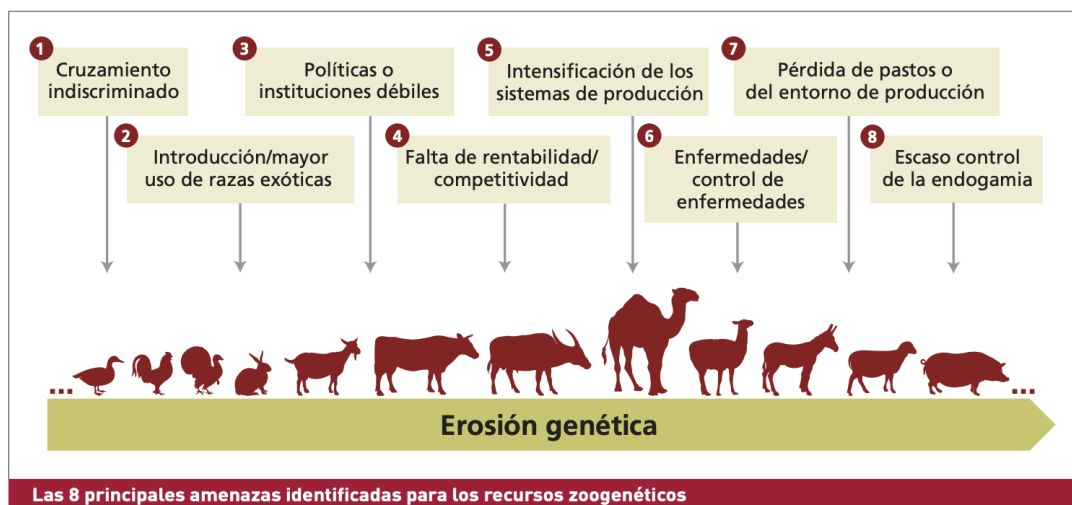 1
Cruzamiento
indiscriminado
2
Introducción/mayor
uso de razas exóticas
3
Políticas o
instituciones débiles
4
Falta de rentabilidad/
competitividad
5
Intensificación de los
sistemas de producción
6
Enfermedades/
control de
enfermedades
7
Pérdida de pastos o
del entorno de producción
8
Escaso control
de la endogamia
...
...
Erosión genética
Las 8 principales amenazas identificadas para los recursos zoogenéticos